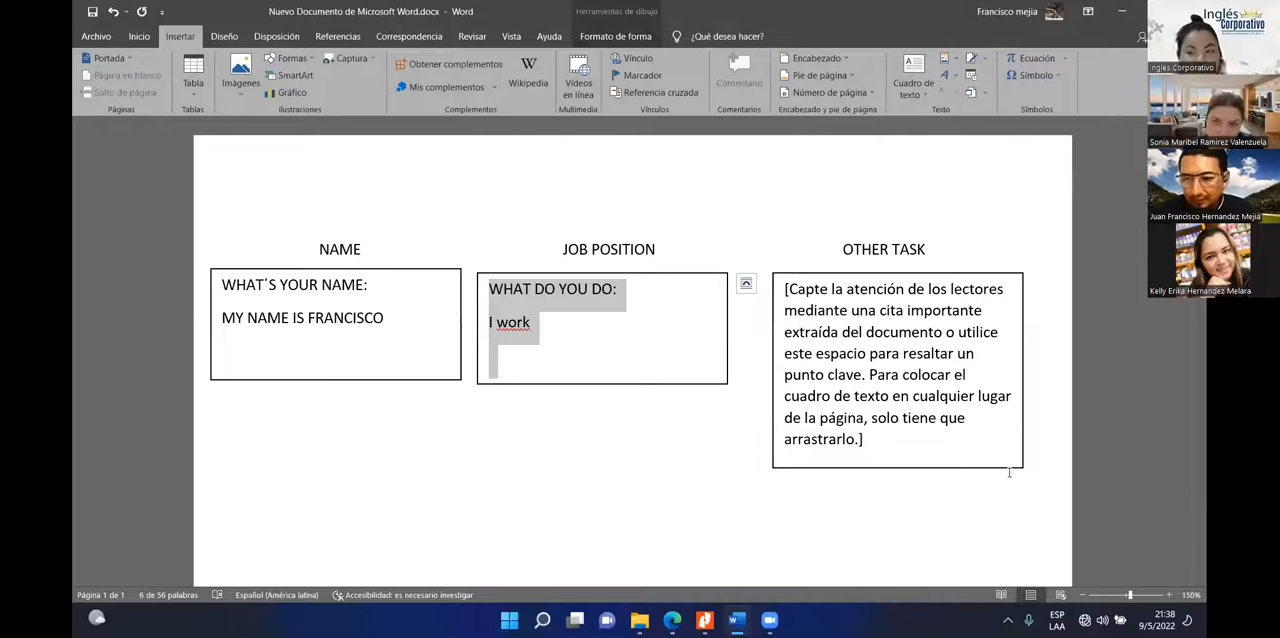 Nuevo Documento de Microsoft Word.docx - Word
Herramientas de dibujo
Francisco mejia
Archivo Inicio Insertar Diseño Disposición Referencias Correspondencia Revisar Vista Ayuda Formato de forma ¿Qué desea hacer?
Portada
Página en blanco
Salto de página
Páginas
Tabla
Tablas
Imágenes
Formas
SmartArt
Gráfico
Captura
Ilustraciones
Obtener complementos
Mis complementos
W
Wikipedia
Complementos
Vídeos
en línea
Multimedia
Vínculo
Marcador
Referencia cruzada
Vínculos
Comentario
Comentarios
Encabezado
Pie de página
Número de página
Encabezado y pie de página
Cuadro de
texto
Texto
Ecuación
Símbolo
Símbolos
Inglés
Corporativo
Ingles Corporativo
Sonia Maribel Ramirez Valenzuela
Juan Francisco Hernandez Mejia
Kelly Erika Hernandez Melara
NAME
WHAT´S YOUR NAME:
MY NAME IS FRANCISCO
JOB POSITION
WHAT DO YOU DO:
I work
OTHER TASK
[Capte la atención de los lectores
mediante una cita importante
extraída del documento o utilice
este espacio para resaltar un
punto clave. Para colocar el
cuadro de texto en cualquier lugar
de la página, solo tiene que
arrastrarlo.]
Página 1 de 1 6 de 56 palabras Español (América latina) Accesibilidad: es necesario investigar 150%
ESP
LAA
21:38
9/5/2022